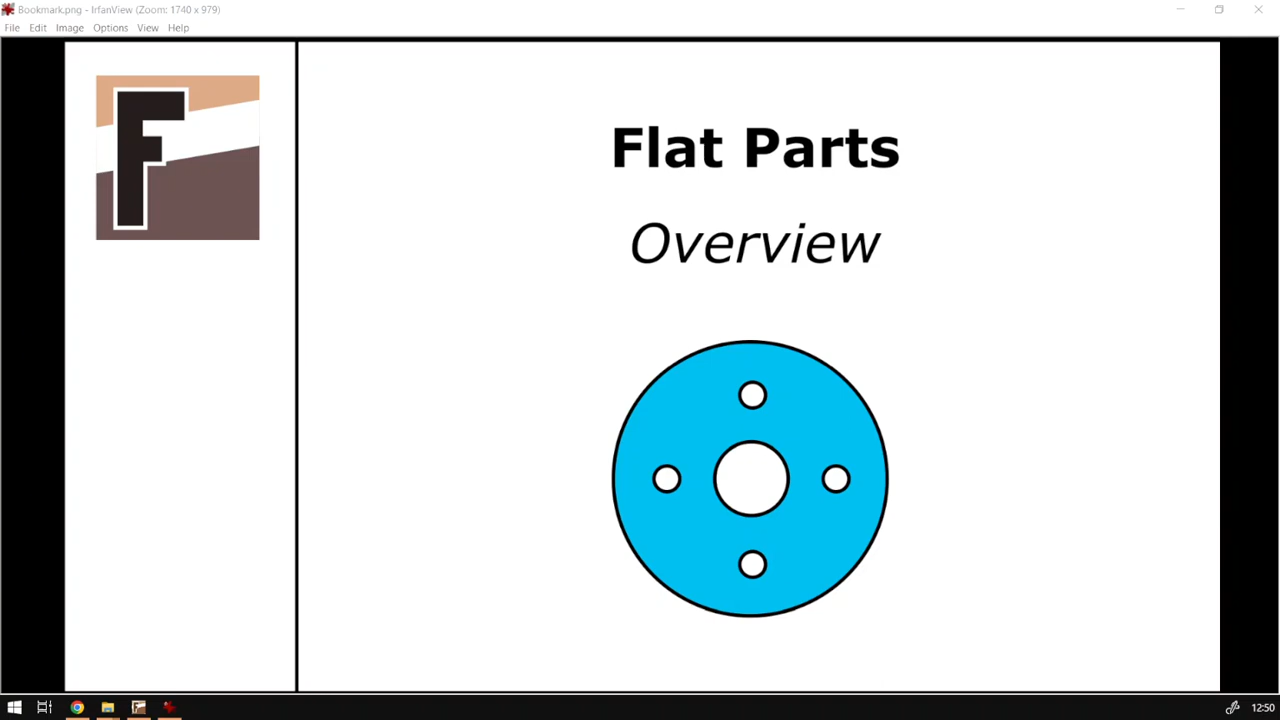 Bookmark.png - IrfanView (Zoom: 1740 x 979)
File Edit Image Options View Help
F
Flat Parts
Overview
12:50